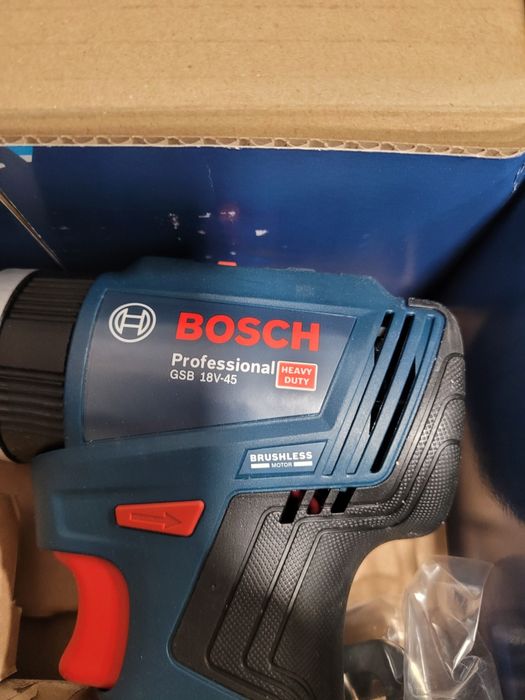 BOSCH
Professional
HEAVY
DUTY
GSB 18V-45
BRUSHLESS
MOTOR